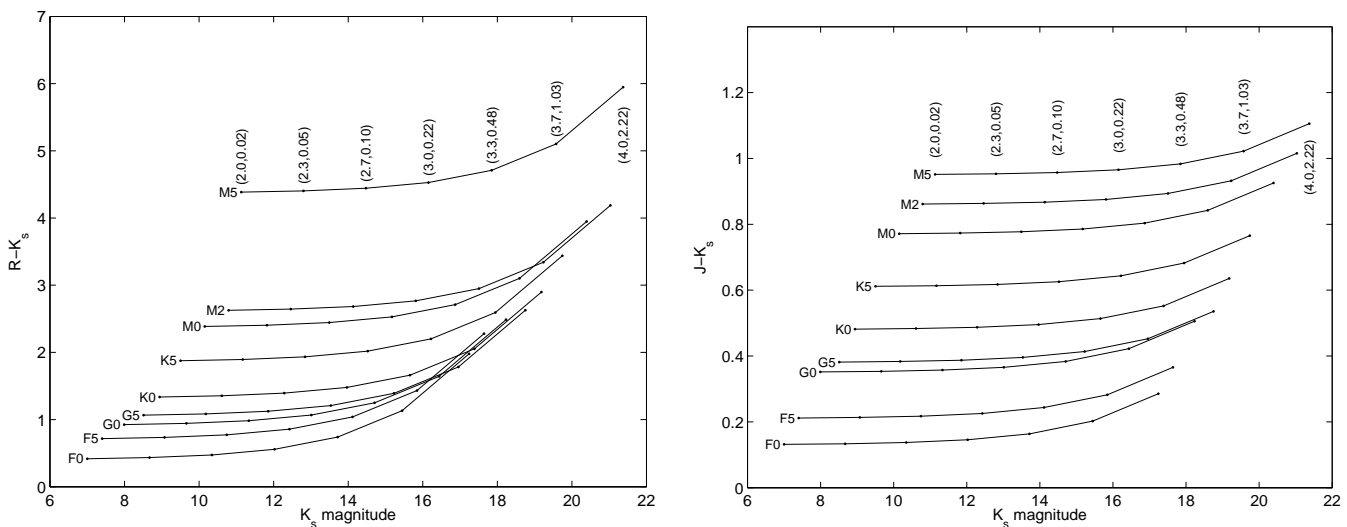 7
6
5
4
3
2
1
0
R−Ks
6 8 10 12 14 16 18 20 22
Ks magnitude
(2.0,0.02)
(2.3,0.05)
(2.7,0.10)
(3.0,0.22)
(3.3,0.48)
(3.7,1.03)
(4.0,2.22)
M5
M2
M0
K5
K0
G5
G0
F5
F0
1.2
1
0.8
0.6
0.4
0.2
0
J−Ks
6 8 10 12 14 16 18 20 22
Ks magnitude
(2.0,0.02)
(2.3,0.05)
(2.7,0.10)
(3.0,0.22)
(3.3,0.48)
(3.7,1.03)
(4.0,2.22)
M5
M2
M0
K5
K0
G5
G0
F5
F0